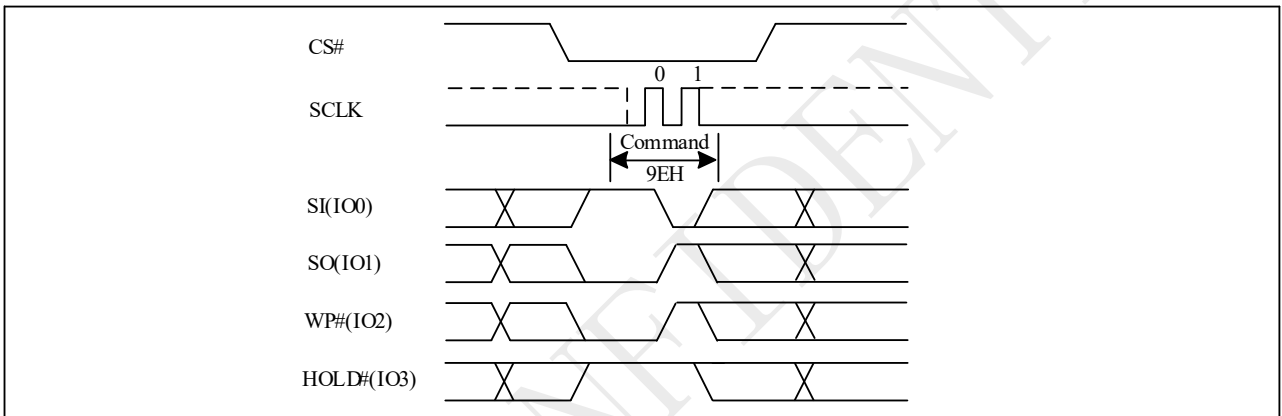 CS#
0 1
SCLK
Command
9EH
SI(IO0)
SO(IO1)
WP#(IO2)
HOLD#(IO3)